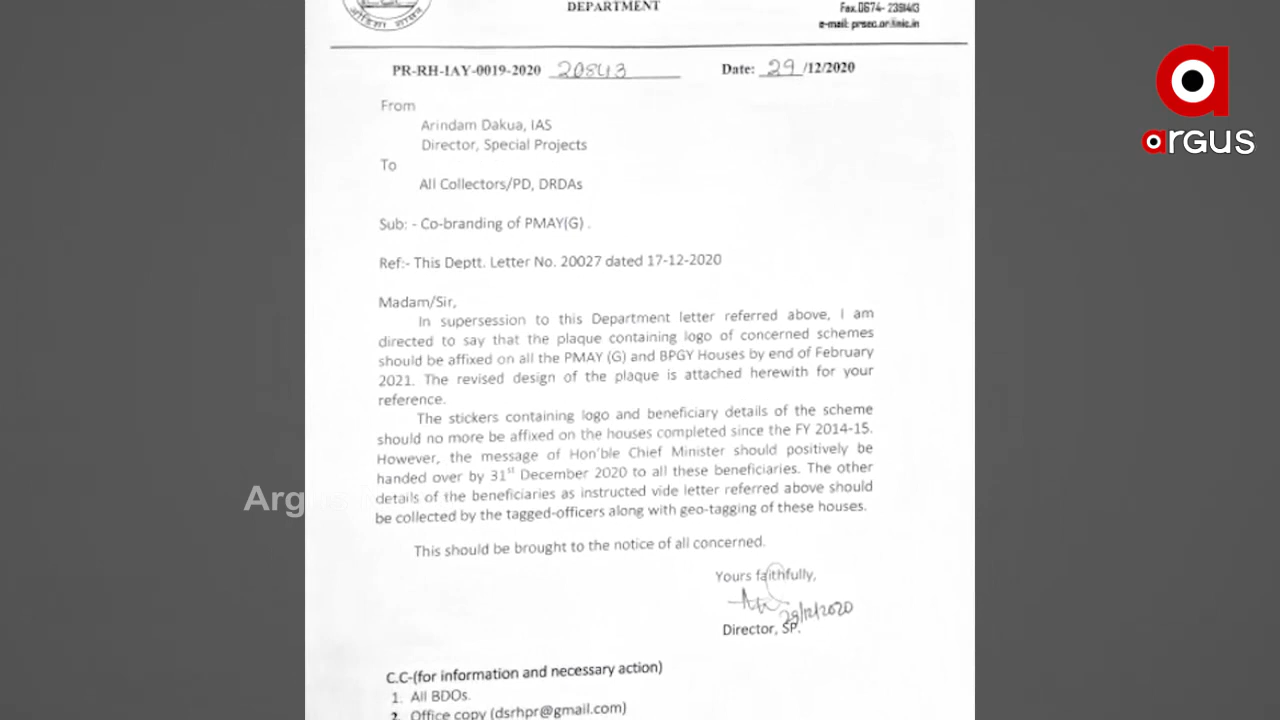 DEPARTMENT
Fax.0674- 2391413
e-mail: prsec.or@nic.in
PR-RH-IAY-0019-2020 20843
Date: 29/12/2020
From
Arindam Dakua, IAS
Director, Special Projects
To
All Collectors/PD, DRDAs
Sub: - Co-branding of PMAY(G) .
Ref:- This Deptt. Letter No. 20027 dated 17-12-2020
Madam/Sir,
In supersession to this Department letter referred above, I am
directed to say that the plaque containing logo of concerned schemes
should be affixed on all the PMAY (G) and BPGY Houses by end of February
2021. The revised design of the plaque is attached herewith for your
reference.
The stickers containing logo and beneficiary details of the scheme
should no more be affixed on the houses completed since the FY 2014-15.
However, the message of Hon'ble Chief Minister should positively be
handed over by 31st December 2020 to all these beneficiaries. The other
details of the beneficiaries as instructed vide letter referred above should
be collected by the tagged-officers along with geo-tagging of these houses.
This should be brought to the notice of all concerned.
Yours faithfully,
29/12/2020
Director, SP.
C.C-(for information and necessary action)
1. All BDOs.
2. Office copy (dsrhpr@gmail.com)
argus
Argus